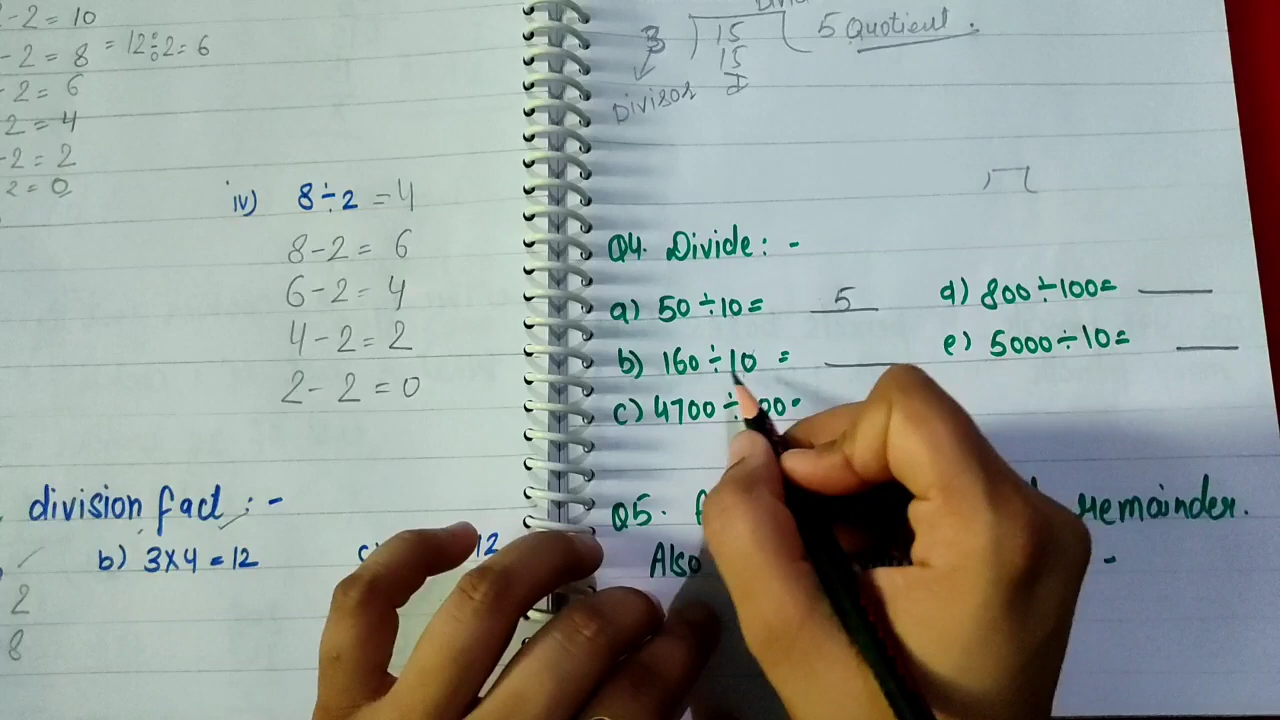 -2 = 10
-2 = 8 = 12÷2 = 6
-2 = 6
2 = 4
-2 = 2
2 = 0
iv) 8÷2 = 4
8-2 = 6
6-2 = 4
4-2 = 2
2-2 = 0
division fact :-
b) 3x4 = 12
12
2
8
3 15 5 Quotient.
15
Divisor
Q4. Divide: -
a) 50÷10= 5
b) 160÷10 =
c) 4700÷ 00
d) 800÷100=
e) 5000÷10=
Q5. remainder.
Also -